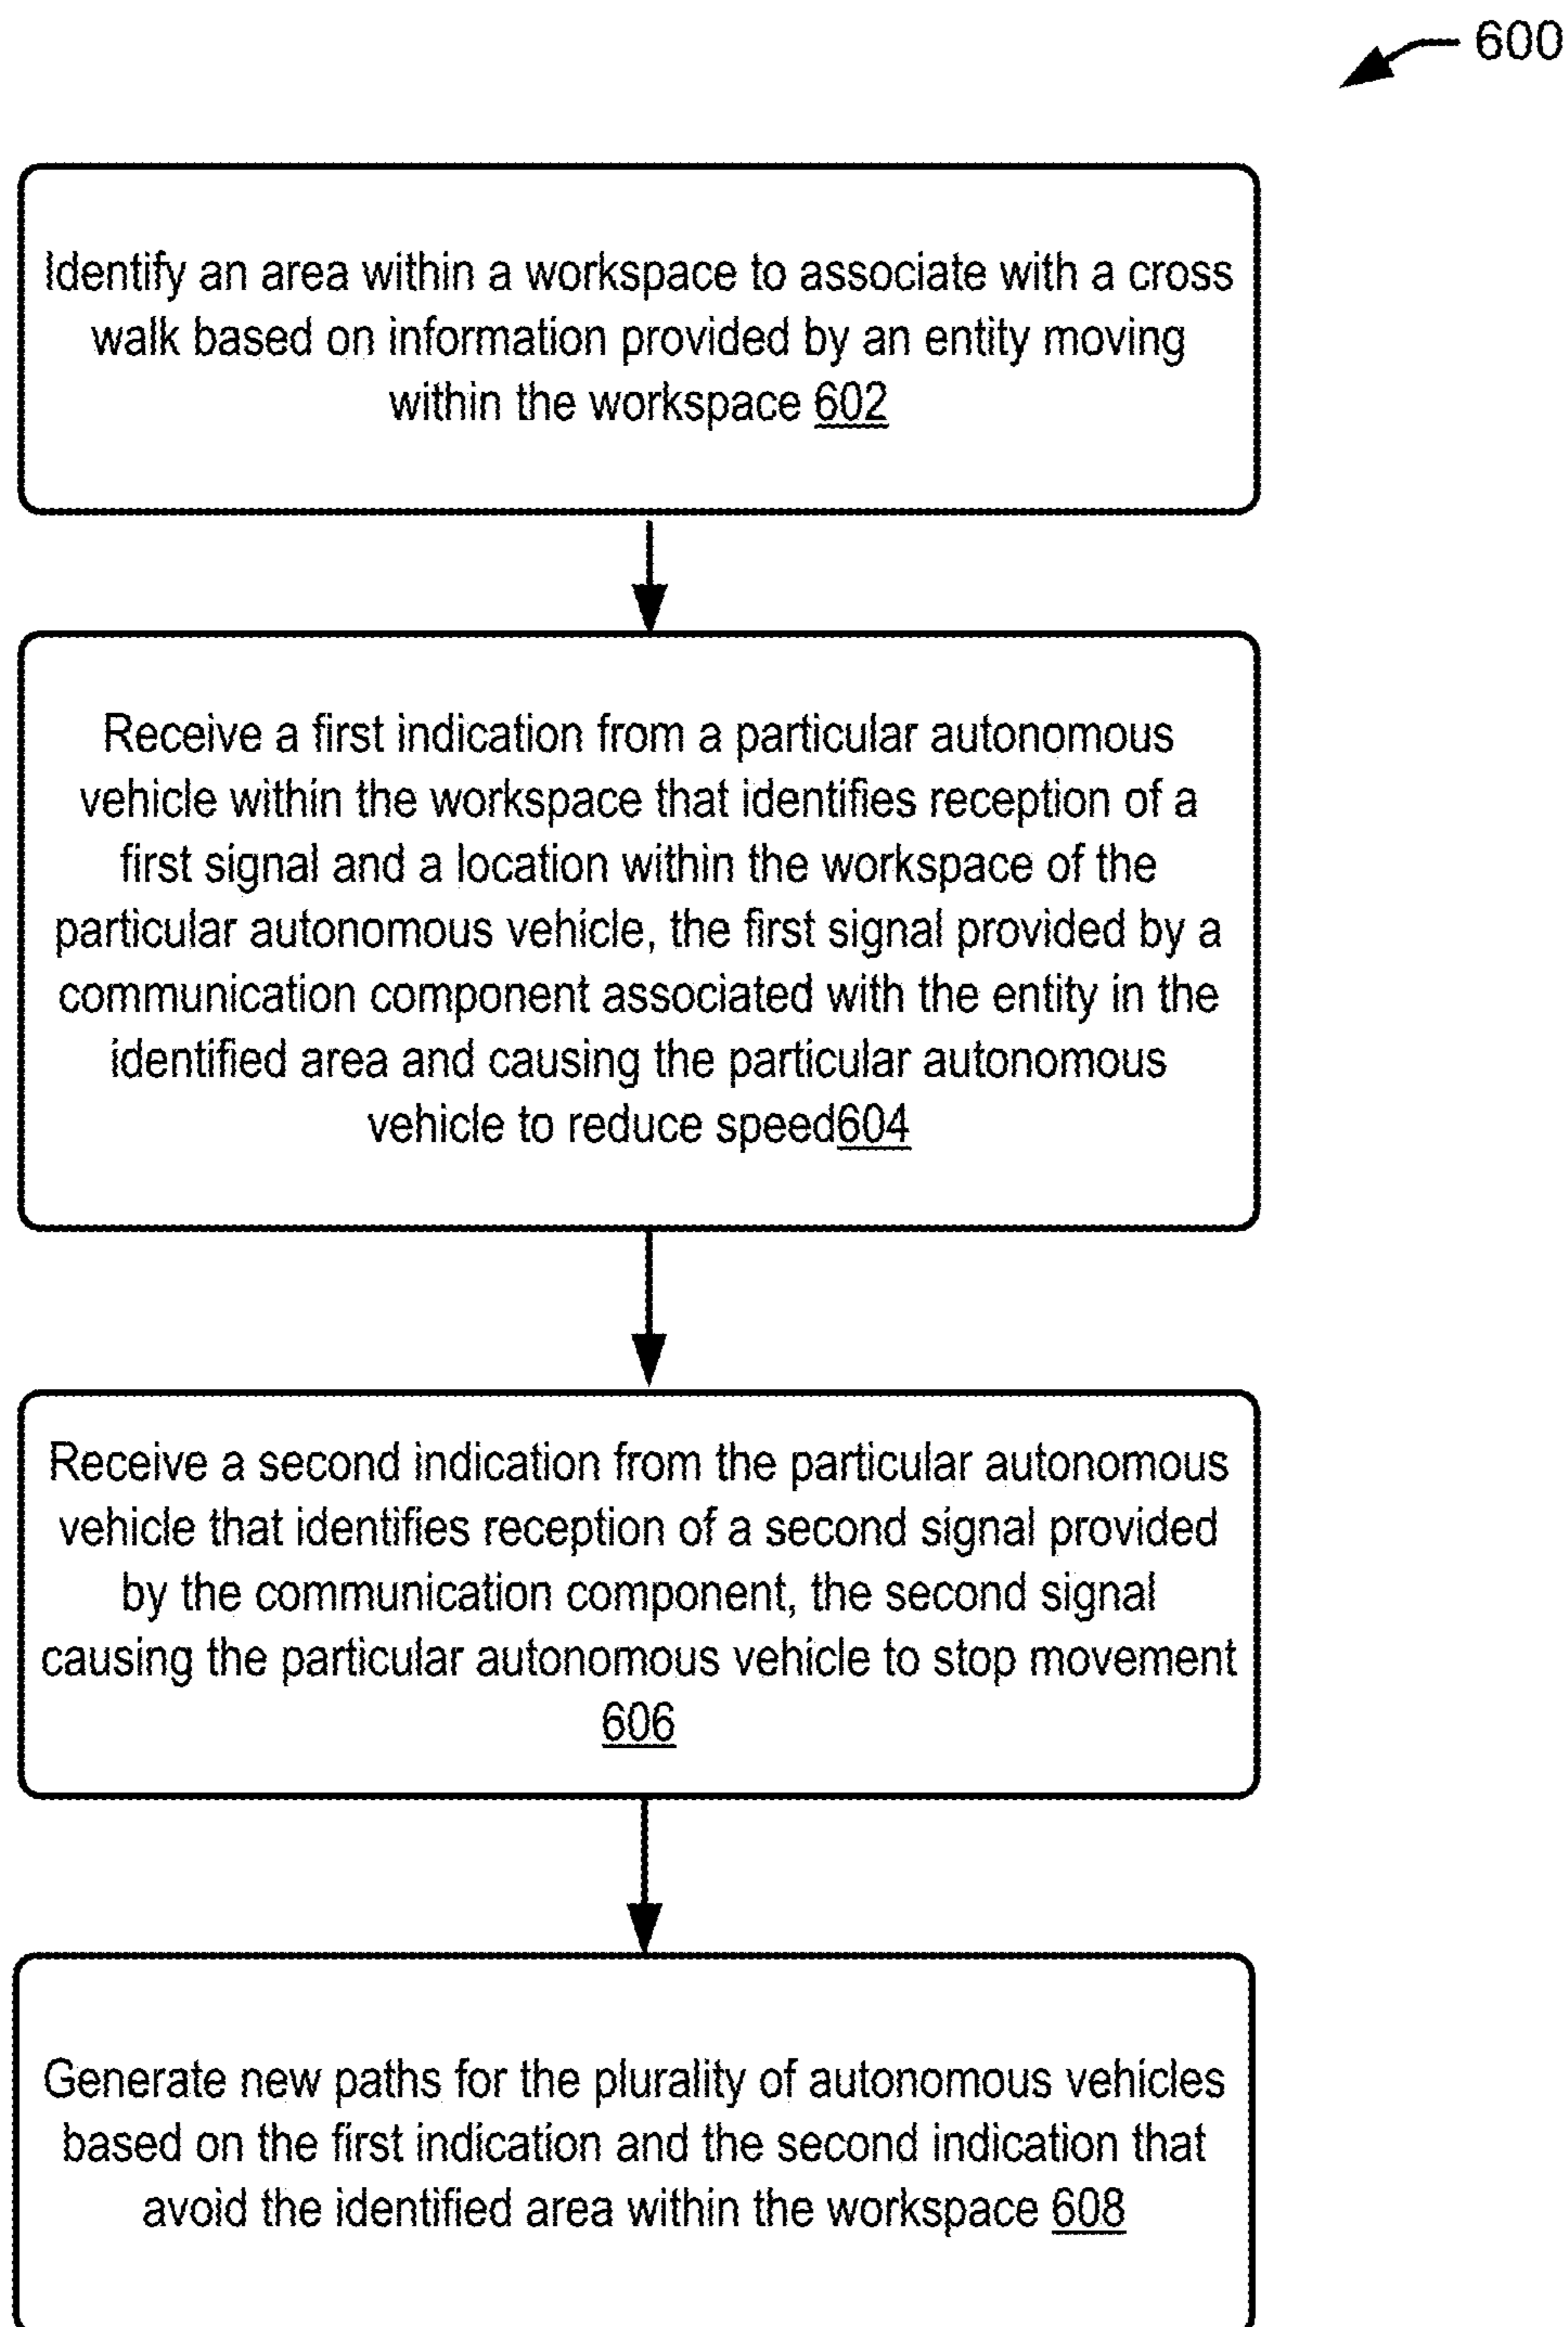 600
Identify an area within a workspace to associate with a cross
walk based on information provided by an entity moving
within the workspace 602
Receive a first indication from a particular autonomous
vehicle within the workspace that identifies reception of a
first signal and a location within the workspace of the
particular autonomous vehicle, the first signal provided by a
communication component associated with the entity in the
identified area and causing the particular autonomous
vehicle to reduce speed604
Receive a second indication from the particular autonomous
vehicle that identifies reception of a second signal provided
by the communication component, the second signal
causing the particular autonomous vehicle to stop movement
606
Generate new paths for the plurality of autonomous vehicles
based on the first indication and the second indication that
avoid the identified area within the workspace 608